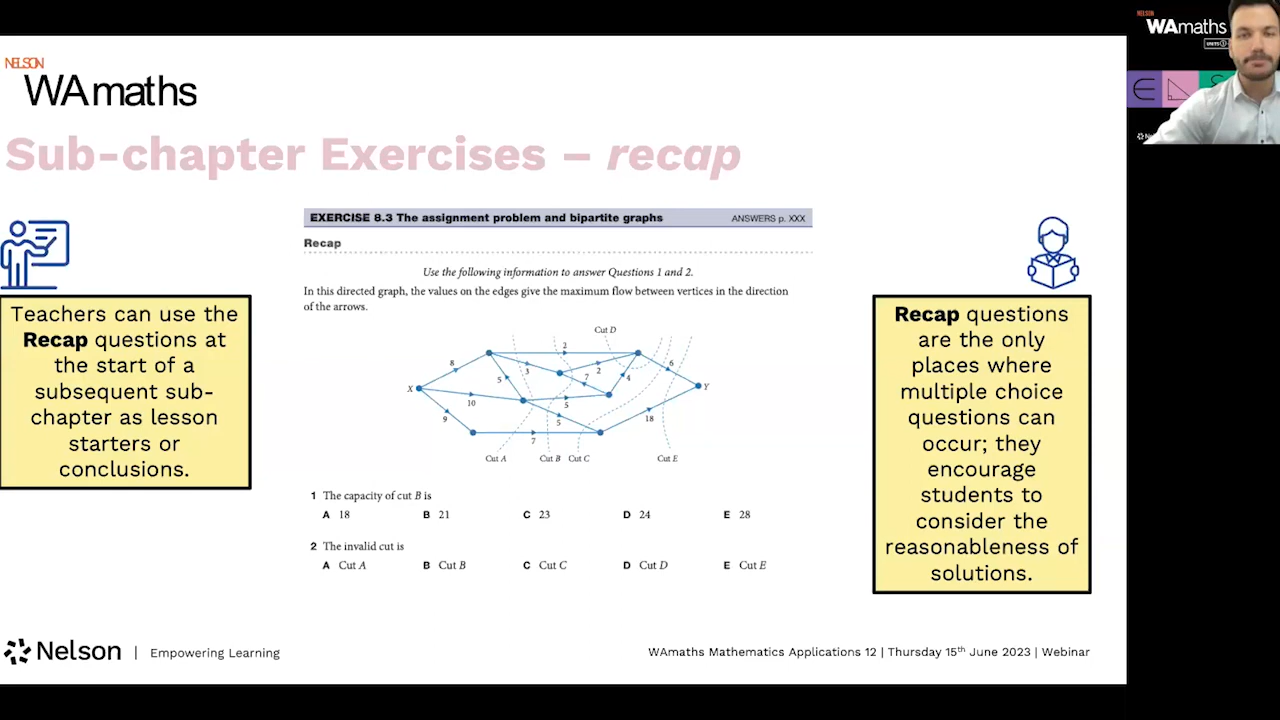 NELSON
WAmaths
Sub-chapter Exercises – recap
Teachers can use the
Recap questions at
the start of a
subsequent sub-
chapter as lesson
starters or
conclusions.
EXERCISE 8.3 The assignment problem and bipartite graphs ANSWERS p. XXX
Recap
Use the following information to answer Questions 1 and 2.
In this directed graph, the values on the edges give the maximum flow between vertices in the direction
of the arrows.
Cut D
2
8
3
2
6
7
5
4
X
Y
10
5
9
5
18
7
Cut A Cut B Cut C Cut E
1 The capacity of cut B is
A 18 B 21 C 23 D 24 E 28
2 The invalid cut is
A Cut A B Cut B C Cut C D Cut D E Cut E
Recap questions
are the only
places where
multiple choice
questions can
occur; they
encourage
students to
consider the
reasonableness of
solutions.
Nelson | Empowering Learning
WAmaths Mathematics Applications 12 | Thursday 15th June 2023 | Webinar
NELSON
WAmaths
UNITS